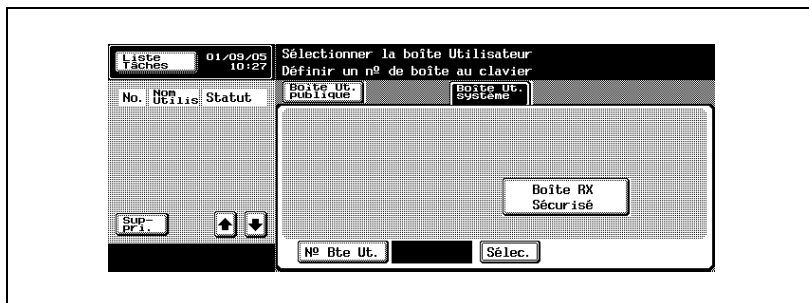 Liste
Tâches
01/09/05
10:27
Sélectionner la boîte Utilisateur
Définir un nº de boîte au clavier
No. Nom Utilis Statut
Boîte Ut.
publique
Boîte Ut.
système
Boîte RX
Sécurisé
Sup-
pri.
Nº Bte Ut.
Sélec.